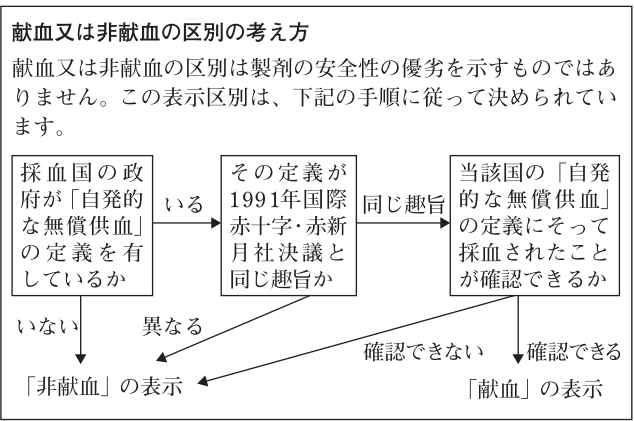 献血又は非献血の区別の考え方
献血又は非献血の区別は製剤の安全性の優劣を示すものではあ
りません。この表示区別は、下記の手順に従って決められてい
ます。
採血国の政
府が「自発的
な無償供血」
の定義を有
しているか
いる
その定義が
1991年国際
赤十字・赤新
月社決議と
同じ趣旨か
同じ趣旨
当該国の「自発
的な無償供血」
の定義にそって
採血されたこと
が確認できるか
いない
異なる
確認できない
確認できる
「非献血」の表示
「献血」の表示